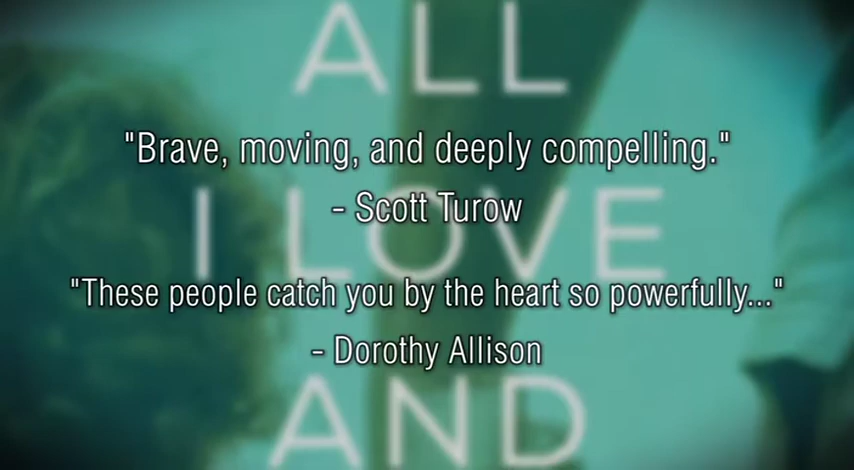 ALL
"Brave, moving, and deeply compelling."
- Scott Turow
I LOVE
"These people catch you by the heart so powerfully..."
- Dorothy Allison
AND